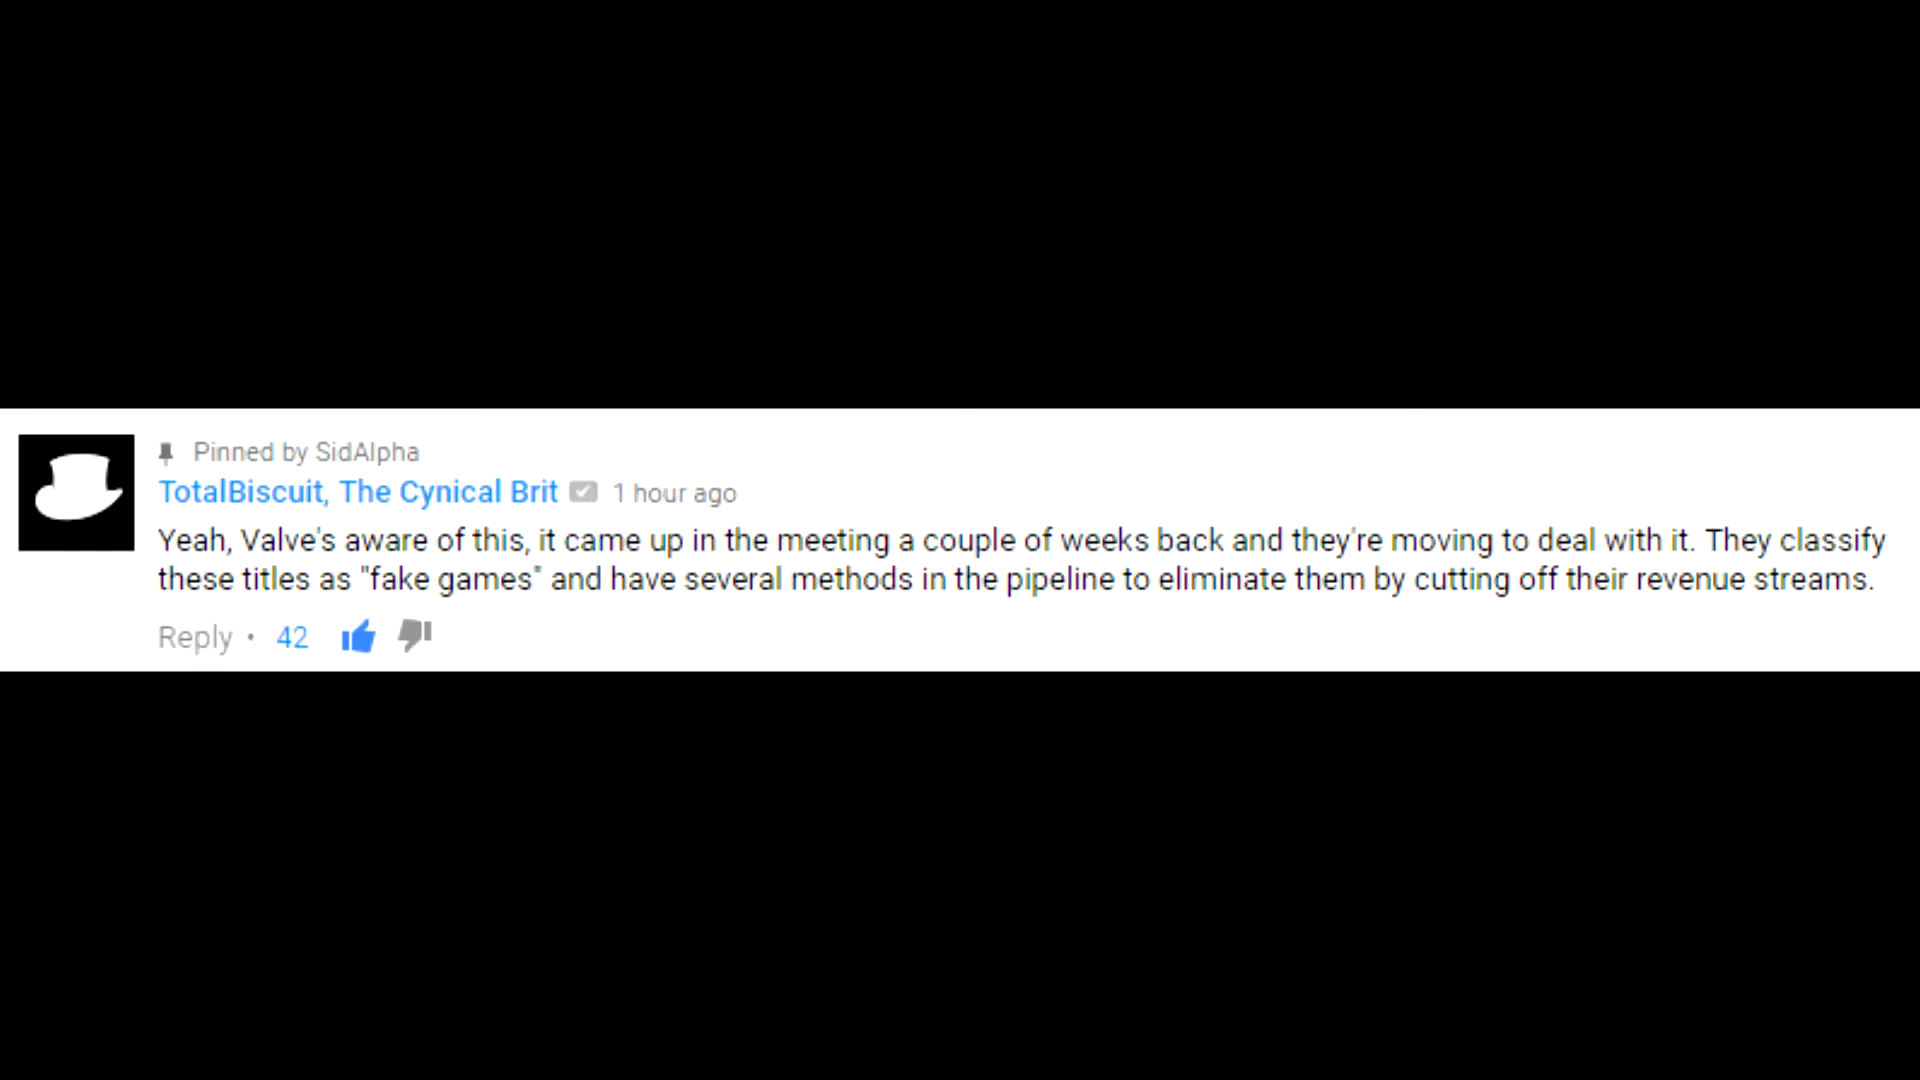 Pinned by SidAlpha
TotalBiscuit, The Cynical Brit 1 hour ago
Yeah, Valve's aware of this, it came up in the meeting a couple of weeks back and they're moving to deal with it. They classify
these titles as "fake games" and have several methods in the pipeline to eliminate them by cutting off their revenue streams.
Reply • 42